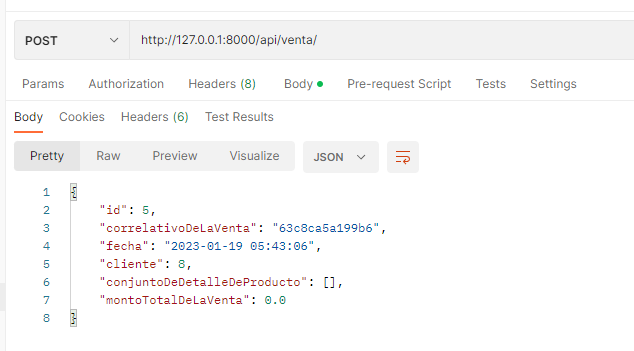 POST http://127.0.0.1:8000/api/venta/
Params Authorization Headers (8) Body Pre-request Script Tests Settings
Body Cookies Headers (6) Test Results
Pretty Raw Preview Visualize JSON
1 {
2 "id": 5,
3 "correlativoDeLaVenta": "63c8ca5a199b6",
4 "fecha": "2023-01-19 05:43:06",
5 "cliente": 8,
6 "conjuntoDeDetalleDeProducto": [],
7 "montoTotalDeLaVenta": 0.0
8 }